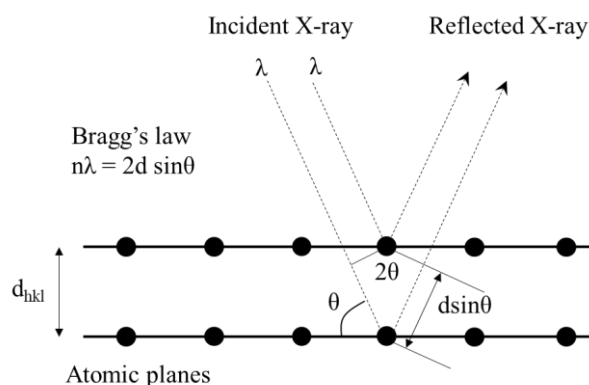 Incident X-ray
Reflected X-ray
λ
λ
Bragg's law
nλ = 2d sinθ
2θ
d_hkl
θ
dsinθ
Atomic planes